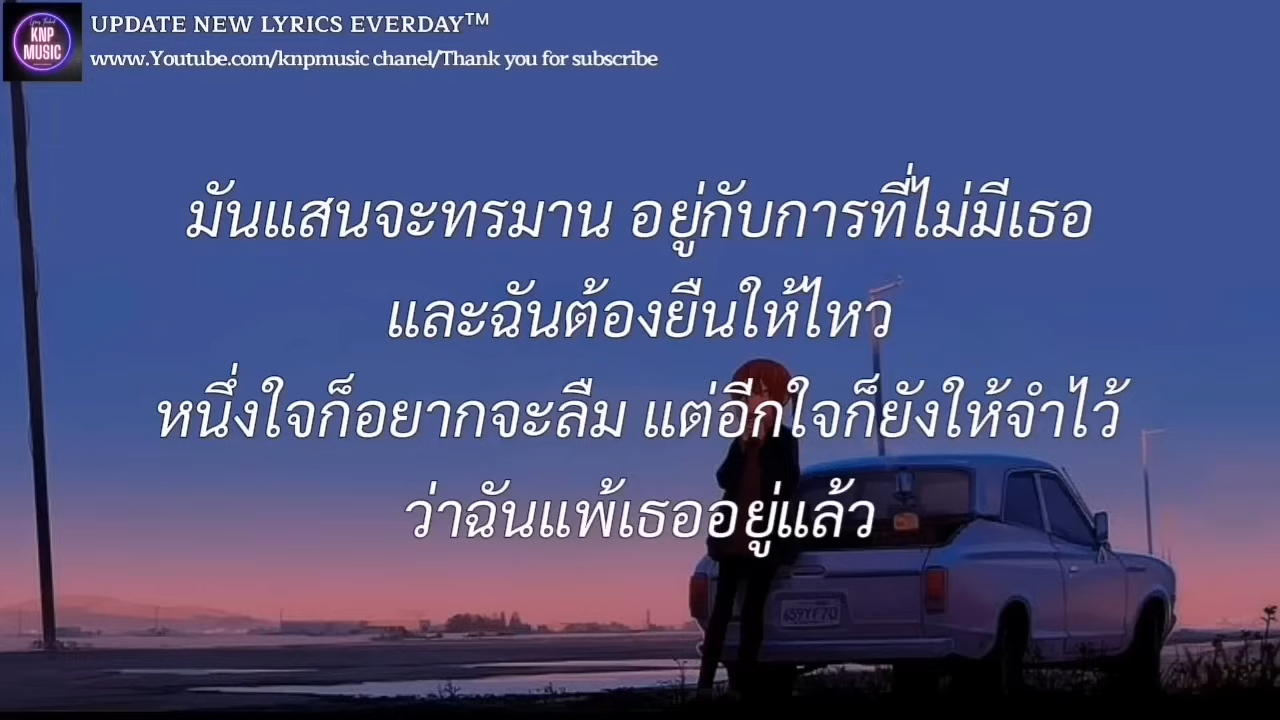 KNP
MUSIC
UPDATE NEW LYRICS EVERDAY™
www.Youtube.com/knpmusic chanel/Thank you for subscribe
มันแสนจะทรมาน อยู่กับการที่ไม่มีเธอ
และฉันต้องยืนให้ไหว
หนึ่งใจก็อยากจะลืม แต่อีกใจก็ยังให้จำไว้
ว่าฉันแพ้เธออยู่แล้ว
659YF70